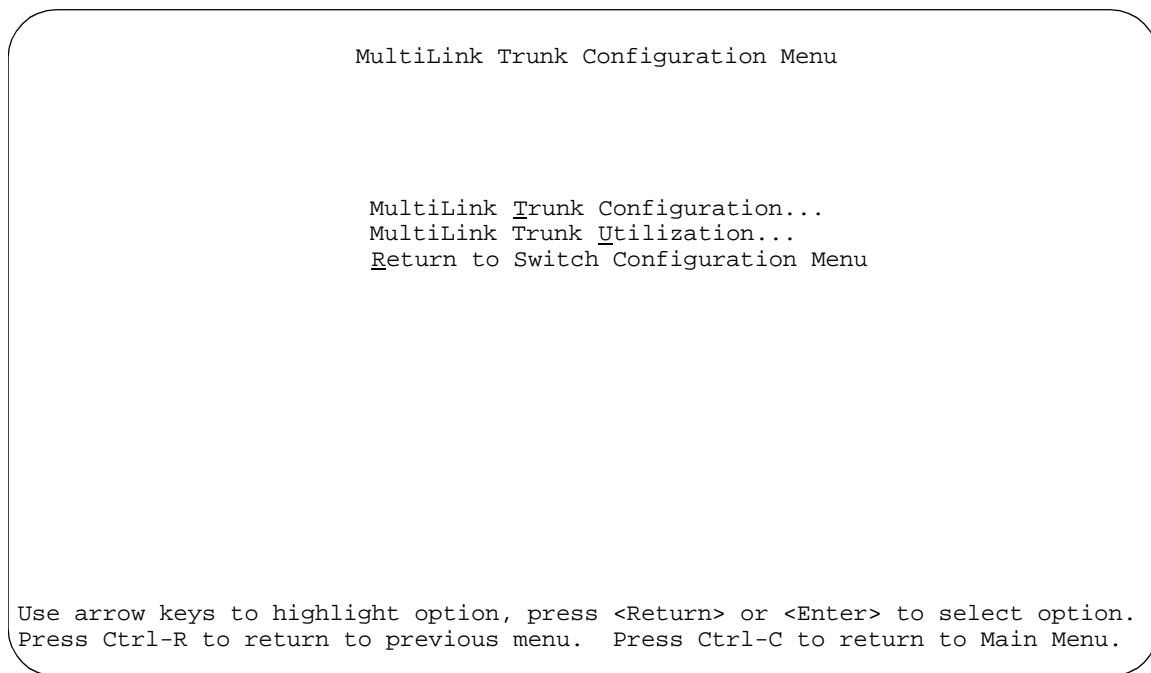 MultiLink Trunk Configuration Menu
MultiLink Trunk Configuration...
MultiLink Trunk Utilization...
Return to Switch Configuration Menu
Use arrow keys to highlight option, press <Return> or <Enter> to select option.
Press Ctrl-R to return to previous menu.  Press Ctrl-C to return to Main Menu.